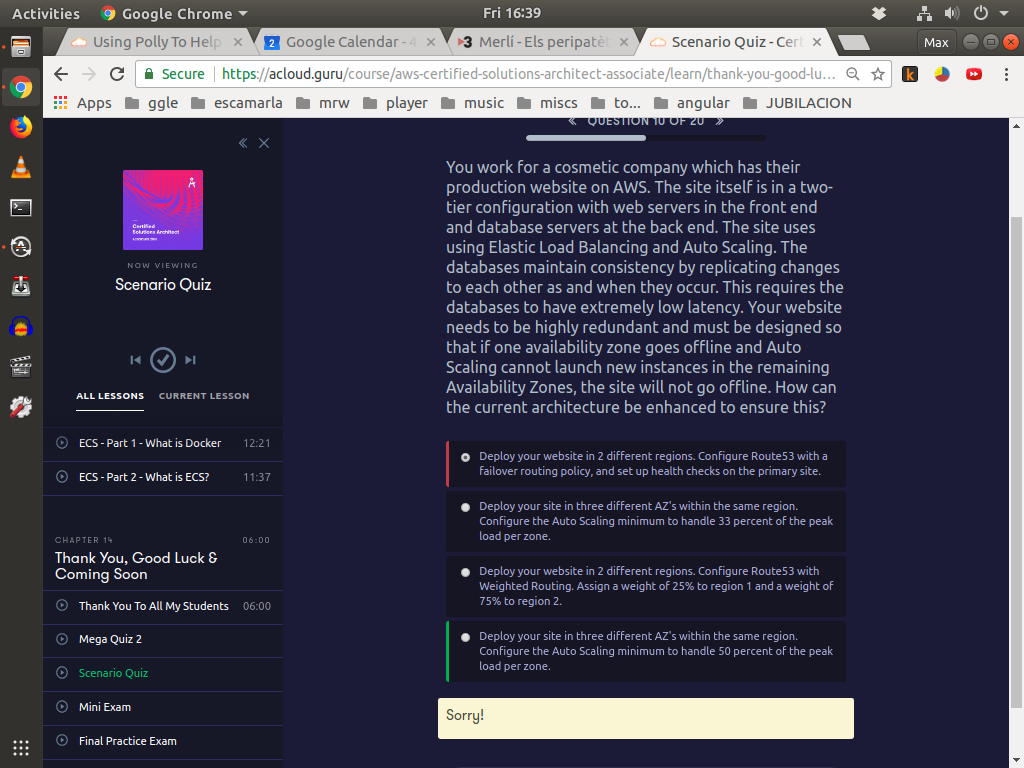 Activities
Google Chrome
Fri 16:39
Using Polly To Help
Google Calendar - 4
Merlí - Els peripatèt
Scenario Quiz - Cert
Max
Secure
https://acloud.guru/course/aws-certified-solutions-architect-associate/learn/thank-you-good-lu...
Apps
ggle
escamarla
mrw
player
music
miscs
to...
angular
JUBILACION
Certified
Solutions Architect
NOW VIEWING
Scenario Quiz
ALL LESSONS
CURRENT LESSON
ECS - Part 1 - What is Docker 12:21
ECS - Part 2 - What is ECS? 11:37
CHAPTER 14 06:00
Thank You, Good Luck &
Coming Soon
Thank You To All My Students 06:00
Mega Quiz 2
Scenario Quiz
Mini Exam
Final Practice Exam
« QUESTION 10 OF 20 »
You work for a cosmetic company which has their
production website on AWS. The site itself is in a two-
tier configuration with web servers in the front end
and database servers at the back end. The site uses
using Elastic Load Balancing and Auto Scaling. The
databases maintain consistency by replicating changes
to each other as and when they occur. This requires the
databases to have extremely low latency. Your website
needs to be highly redundant and must be designed so
that if one availability zone goes offline and Auto
Scaling cannot launch new instances in the remaining
Availability Zones, the site will not go offline. How can
the current architecture be enhanced to ensure this?
Deploy your website in 2 different regions. Configure Route53 with a
failover routing policy, and set up health checks on the primary site.
Deploy your site in three different AZ's within the same region.
Configure the Auto Scaling minimum to handle 33 percent of the peak
load per zone.
Deploy your website in 2 different regions. Configure Route53 with
Weighted Routing. Assign a weight of 25% to region 1 and a weight of
75% to region 2.
Deploy your site in three different AZ's within the same region.
Configure the Auto Scaling minimum to handle 50 percent of the peak
load per zone.
Sorry!